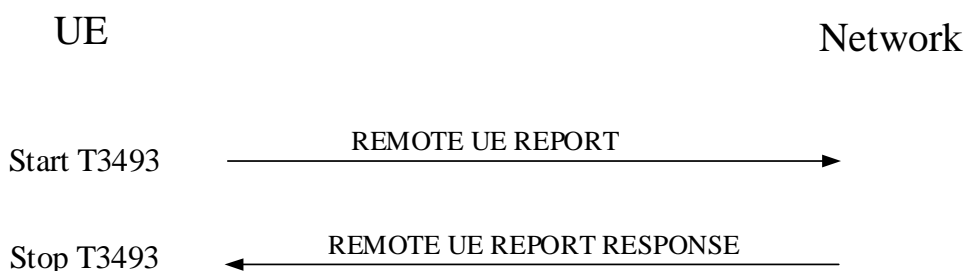 UE
Network
Start T3493
REMOTE UE REPORT
Stop T3493
REMOTE UE REPORT RESPONSE